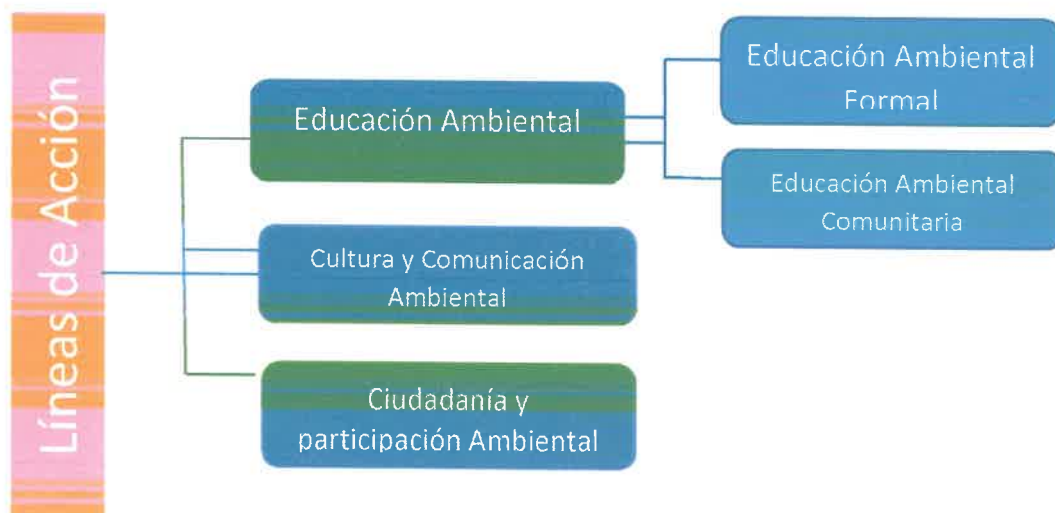 Líneas de Acción
Educación Ambiental
Educación Ambiental
Formal
Educación Ambiental
Comunitaria
Cultura y Comunicación
Ambiental
Ciudadanía y
participación Ambiental